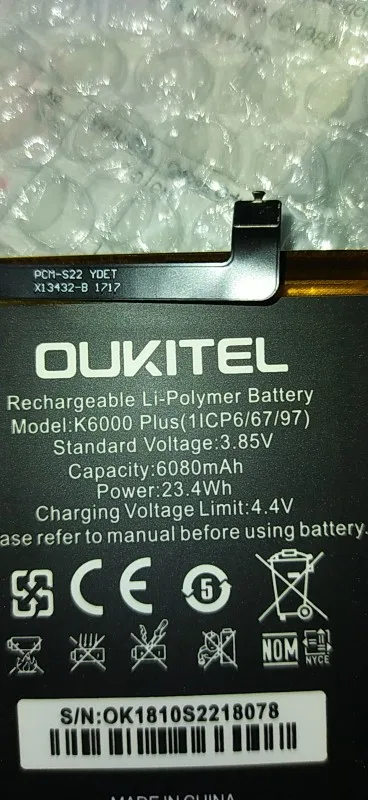 PCM-S22 YDET
X13432-B 1717
OUKITEL
Rechargeable Li-Polymer Battery
Model:K6000 Plus(1ICP6/67/97)
Standard Voltage:3.85V
Capacity:6080mAh
Power:23.4Wh
Charging Voltage Limit:4.4V
ase refer to manual before using battery.
CE 5
NOM NYCE
S/N:OK1810S2218078
MADE IN CHINA